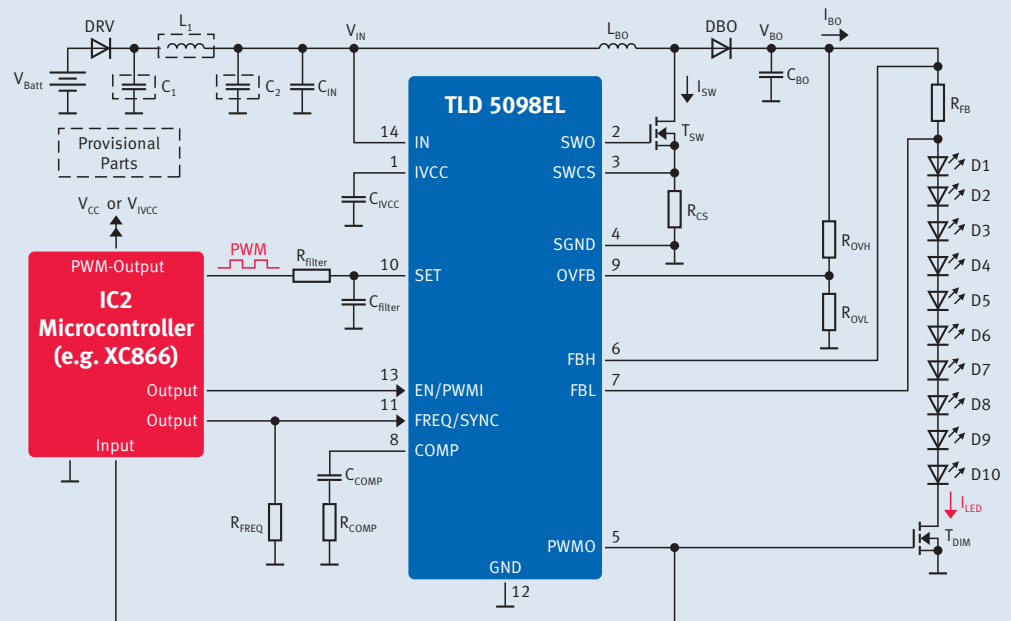 DRV
L1
VIN
LBO
DBO
VBO
IBO
VBatt
C1
C2
CIN
CBO
ISW
RFB
TLD 5098EL
Provisional
Parts
14
IN
1
IVCC
CIVCC
SWO
2
TSW
SWCS
3
RCS
SGND
4
OVFB
9
ROVH
ROVL
VCC or VIVCC
PWM-Output
PWM
Rfilter
Cfilter
10
SET
IC2
Microcontroller
(e.g. XC866)
Output
13
EN/PWMI
Output
11
FREQ/SYNC
Input
8
COMP
CCOMP
RCOMP
RFREQ
FBH
6
FBL
7
PWMO
5
GND
12
D1
D2
D3
D4
D5
D6
D7
D8
D9
D10
ILED
TDIM